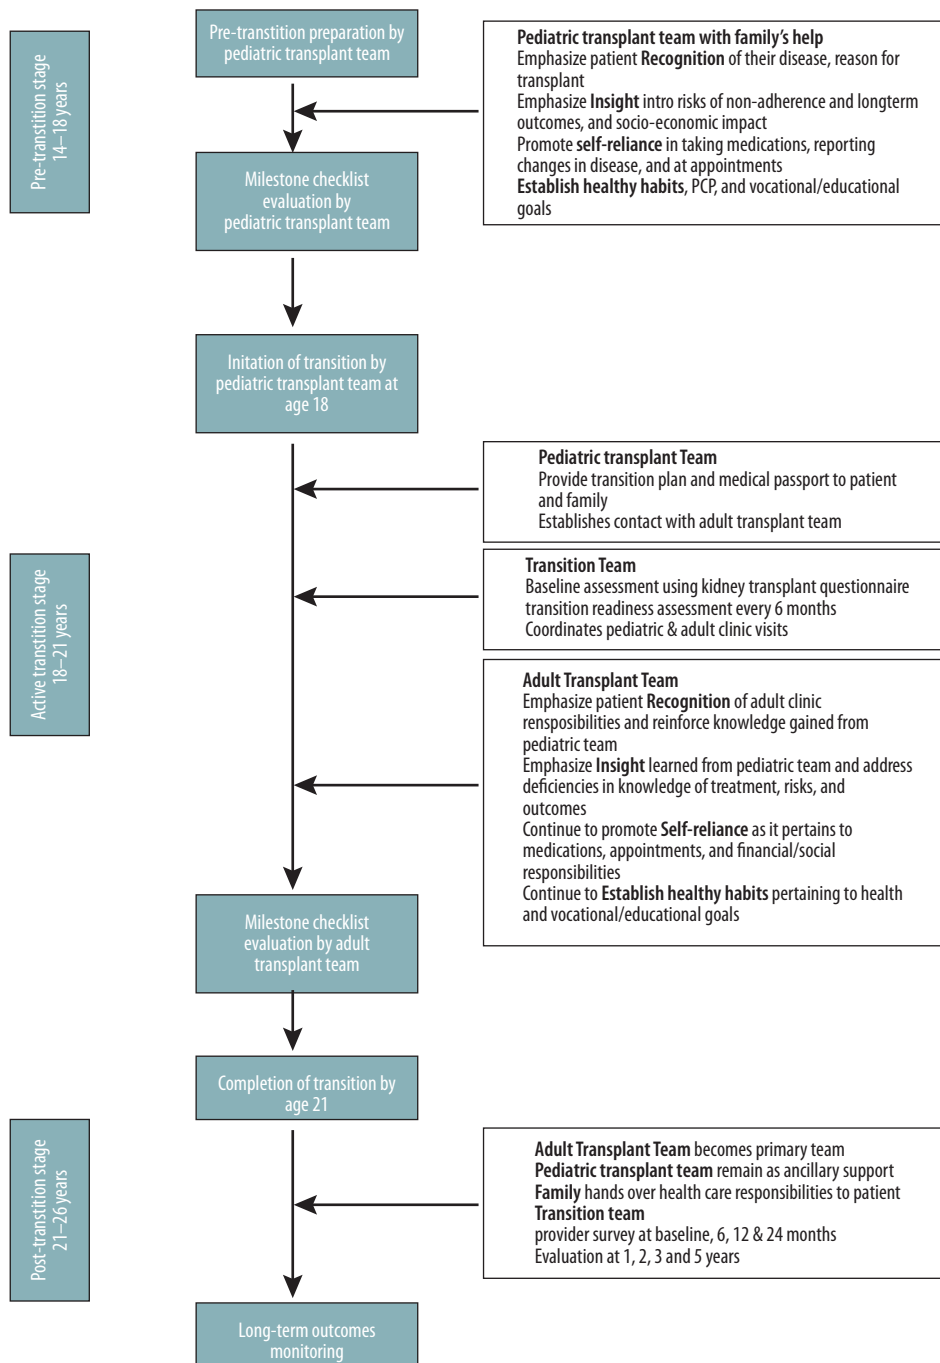 Pre-transtition stage
14–18 years
Pre-transtition preparation by
pediatric transplant team
Pediatric transplant team with family's help
Emphasize patient Recognition of their disease, reason for
transplant
Emphasize Insight intro risks of non-adherence and longterm
outcomes, and socio-economic impact
Promote self-reliance in taking medications, reporting
changes in disease, and at appointments
Establish healthy habits, PCP, and vocational/educational
goals
Milestone checklist
evaluation by
pediatric transplant team
Initation of transition by
pediatric transplant team at
age 18
Active transtition stage
18–21 years
Pediatric transplant Team
Provide transition plan and medical passport to patient
and family
Establishes contact with adult transplant team
Transition Team
Baseline assessment using kidney transplant questionnaire
transition readiness assessment every 6 months
Coordinates pediatric & adult clinic visits
Adult Transplant Team
Emphasize patient Recognition of adult clinic
rensposibilities and reinforce knowledge gained from
pediatric team
Emphasize Insight learned from pediatric team and address
deficiencies in knowledge of treatment, risks, and
outcomes
Continue to promote Self-reliance as it pertains to
medications, appointments, and financial/social
responsibilities
Continue to Establish healthy habits pertaining to health
and vocational/educational goals
Milestone checklist
evaluation by adult
transplant team
Completion of transition by
age 21
Post-transtition stage
21–26 years
Adult Transplant Team becomes primary team
Pediatric transplant team remain as ancillary support
Family hands over health care responsibilities to patient
Transition team
provider survey at baseline, 6, 12 & 24 months
Evaluation at 1, 2, 3 and 5 years
Long-term outcomes
monitoring